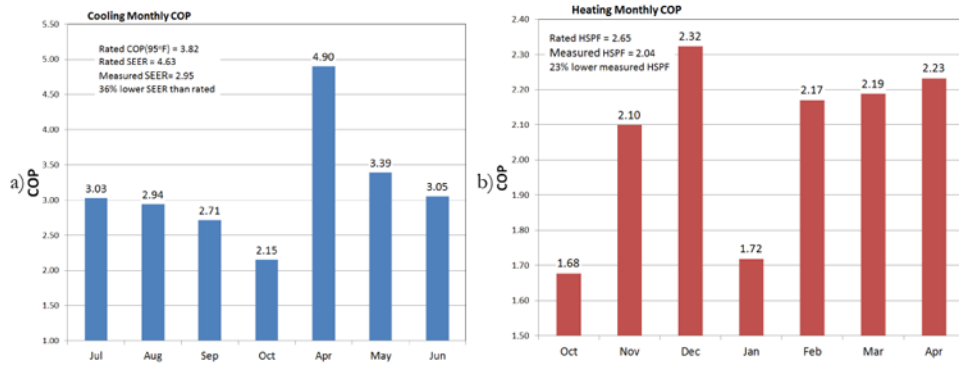 Cooling Monthly COP
5.50
5.00
4.50
4.00
3.50
3.00
2.50
2.00
1.50
1.00
a) COP
Rated COP(95°F) = 3.82
Rated SEER = 4.63
Measured SEER= 2.95
36% lower SEER than rated
3.03
2.94
2.71
2.15
4.90
3.39
3.05
Jul Aug Sep Oct Apr May Jun
Heating Monthly COP
2.40
2.30
2.20
2.10
2.00
1.90
1.80
1.70
1.60
1.50
b) COP
Rated HSPF = 2.65
Measured HSPF = 2.04
23% lower measured HSPF
1.68
2.10
2.32
1.72
2.17
2.19
2.23
Oct Nov Dec Jan Feb Mar Apr